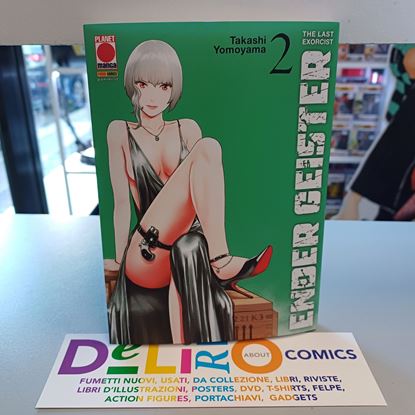 PLANET
manga
Takashi
Yomoyama
2
THE LAST
EXORCIST
ENDER GEISTER
DeLiRiO ABOUT COMICS
FUMETTI NUOVI, USATI, DA COLLEZIONE, LIBRI, RIVISTE,
LIBRI D'ILLUSTRAZIONI, POSTERS, DVD, T-SHIRTS, FELPE,
ACTION FIGURES, PORTACHIAVI, GADGETS